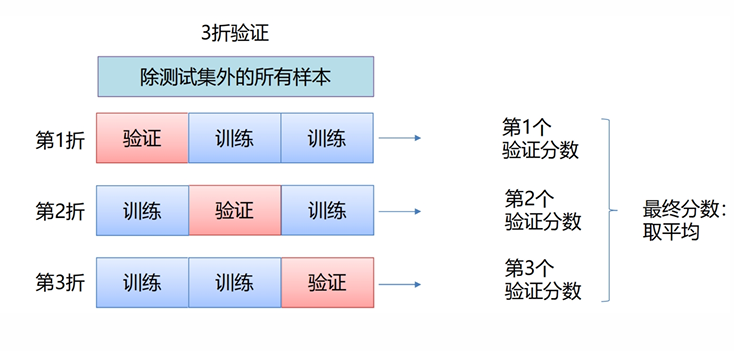 3折验证
除测试集外的所有样本
第1折
验证
训练
训练
第1个
验证分数
第2折
训练
验证
训练
第2个
验证分数
最终分数：
取平均
第3折
训练
训练
验证
第3个
验证分数